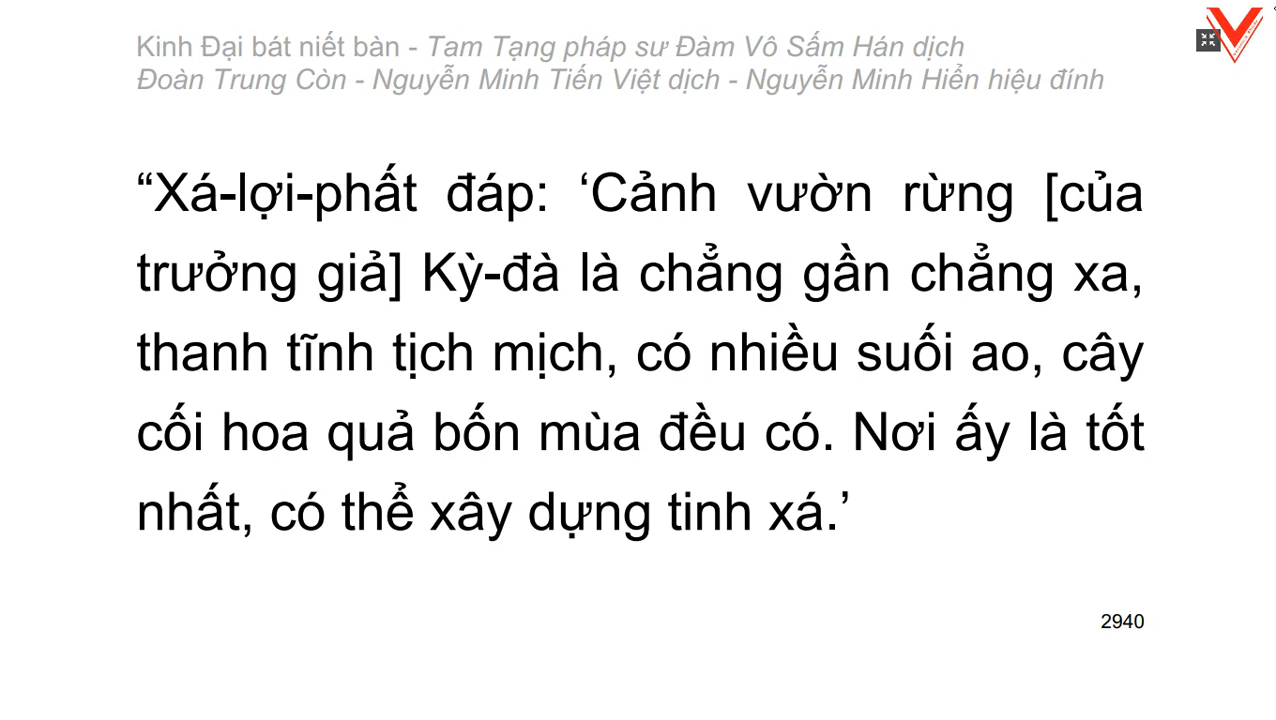 Kinh Đại bát niết bàn - Tam Tạng pháp sư Đàm Vô Sấm Hán dịch
Đoàn Trung Còn - Nguyễn Minh Tiến Việt dịch - Nguyễn Minh Hiển hiệu đính
“Xá-lợi-phất đáp: ‘Cảnh vườn rừng [của
trưởng giả] Kỳ-đà là chẳng gần chẳng xa,
thanh tĩnh tịch mịch, có nhiều suối ao, cây
cối hoa quả bốn mùa đều có. Nơi ấy là tốt
nhất, có thể xây dựng tinh xá.’
2940